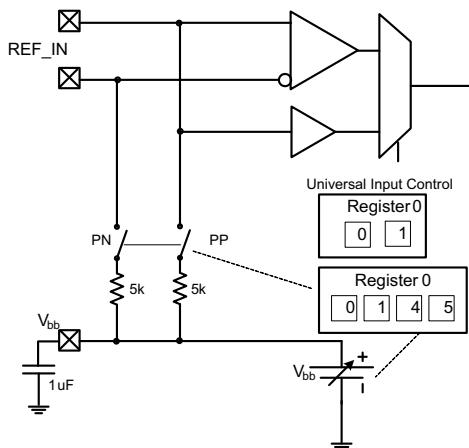 REF_IN
Universal Input Control
Register 0
0 1
PN
PP
5k
5k
Register 0
0 1 4 5
Vbb
1uF
Vbb
+